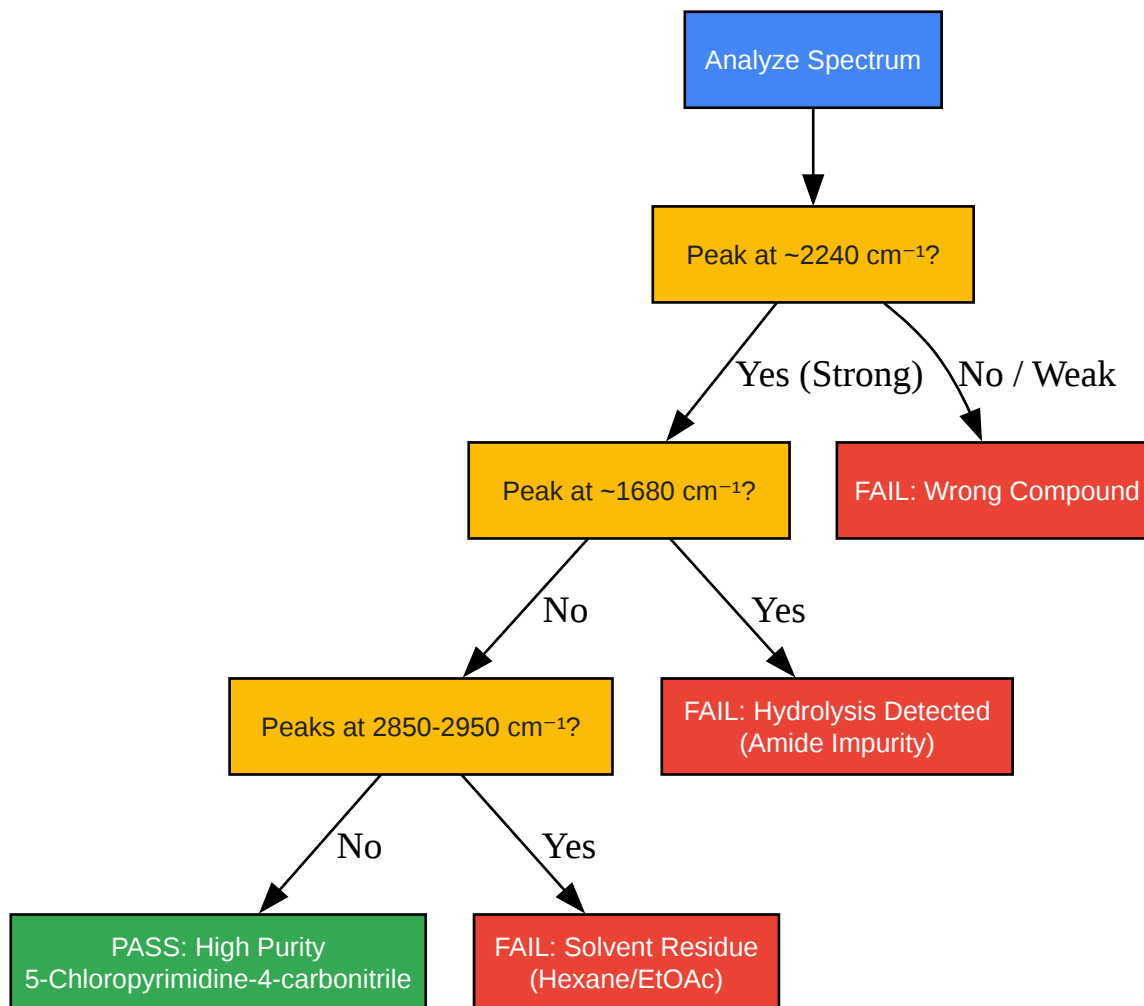 Analyze Spectrum
Peak at ~2240 cm⁻¹?
Yes (Strong)
No / Weak
Peak at ~1680 cm⁻¹?
FAIL: Wrong Compound
No
Yes
Peaks at 2850-2950 cm⁻¹?
FAIL: Hydrolysis Detected
(Amide Impurity)
No
Yes
PASS: High Purity
5-Chloropyrimidine-4-carbonitrile
FAIL: Solvent Residue
(Hexane/EtOAc)